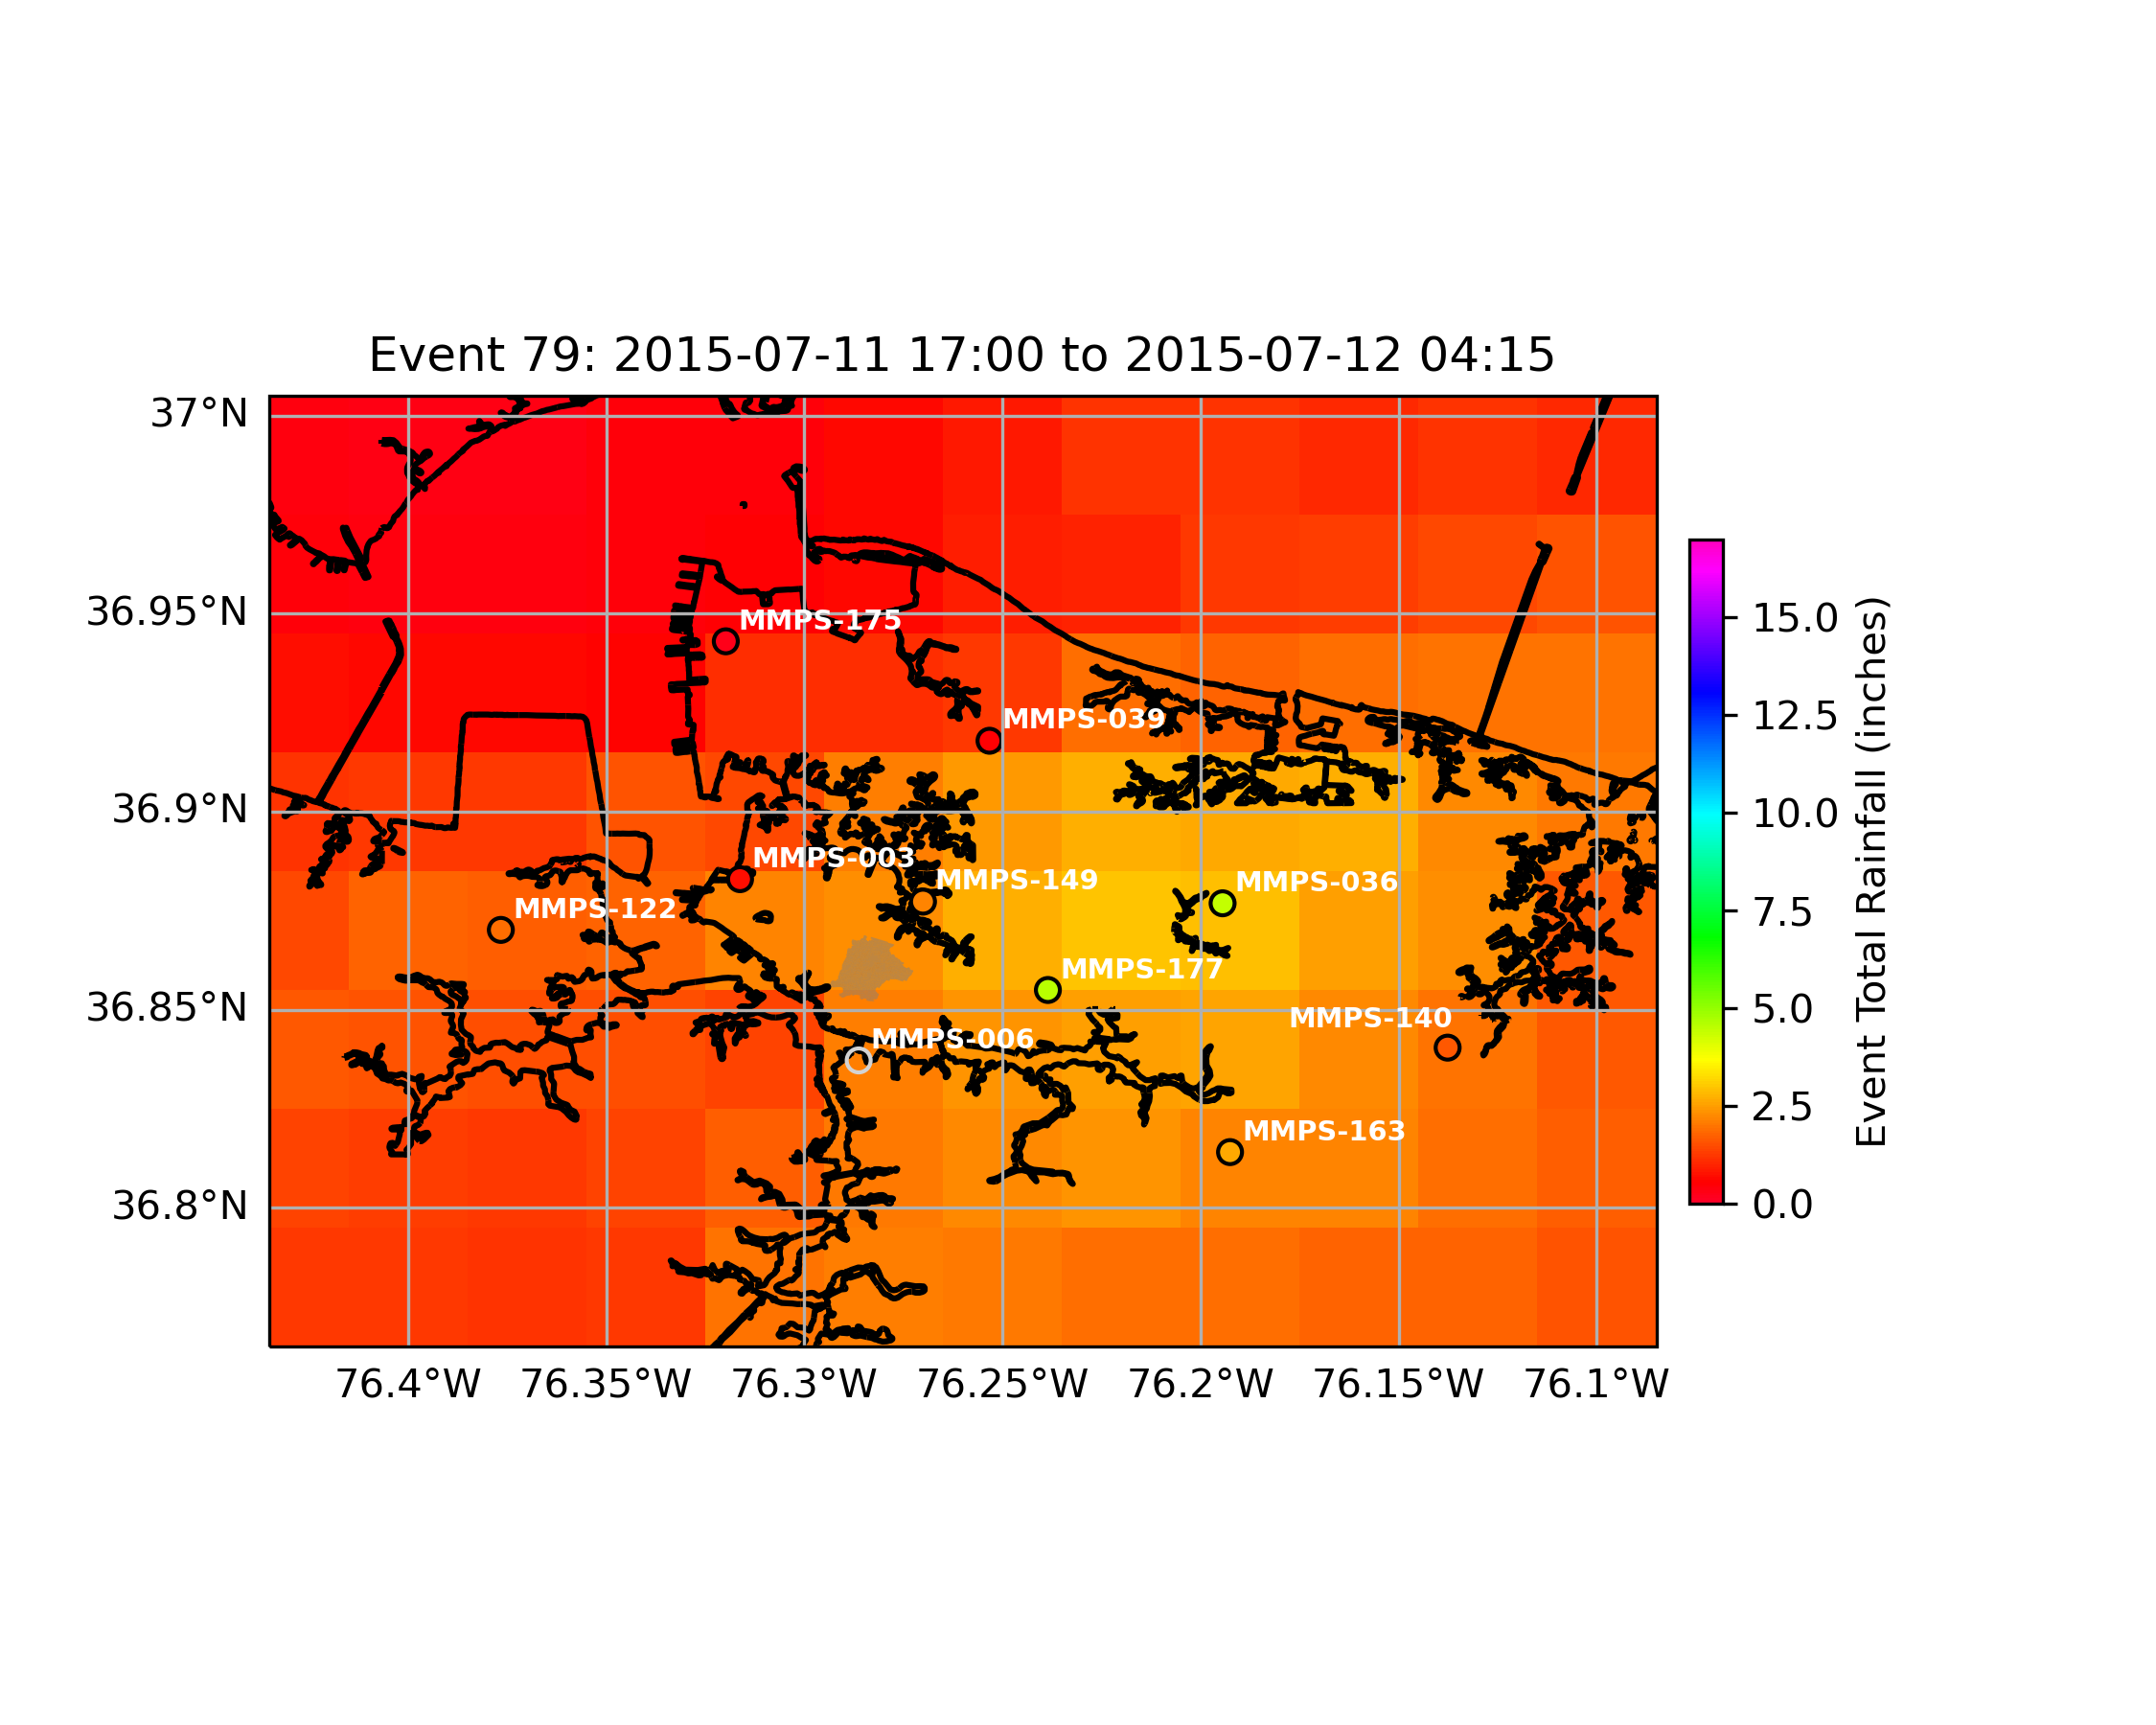 Event 79: 2015-07-11 17:00 to 2015-07-12 04:15
37°N
36.95°N
36.9°N
36.85°N
36.8°N
MMPS-175
MMPS-039
MMPS-003
MMPS-149
MMPS-036
MMPS-122
MMPS-177
MMPS-140
MMPS-006
MMPS-163
76.4°W
76.35°W
76.3°W
76.25°W
76.2°W
76.15°W
76.1°W
15.0
12.5
10.0
7.5
5.0
2.5
0.0
Event Total Rainfall (inches)